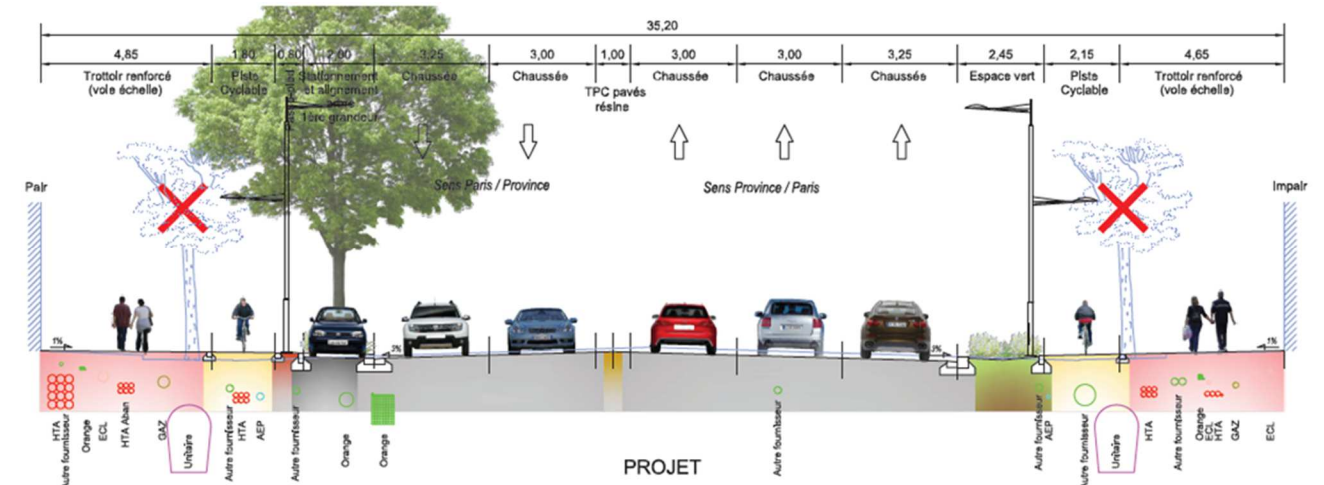 35,20
4,85
1,80
0,80
2,00
3,25
3,00
1,00
3,00
3,00
3,25
2,45
2,15
4,65
Trottoir renforcé
(voie échelle)
Piste
Cyclable
Stationnement
et alignement
1ère grandeur
Chaussée
Chaussée
TPC pavés
résine
Chaussée
Chaussée
Chaussée
Espace vert
Piste
Cyclable
Trottoir renforcé
(voie échelle)
Sens Paris / Province
Sens Province / Paris
Pair
Impair
1%
3%
3%
1%
HTA
Autre fournisseur
Orange
ECL
HTA Aban
GAZ
Unitaire
Autre fournisseur
HTA
AEP
Autre fournisseur
Orange
Orange
Autre fournisseur
Autre fournisseur
AEP
Autre fournisseur
Unitaire
HTA
Autre fournisseur
Orange
ECL
HTA
GAZ
ECL
PROJET